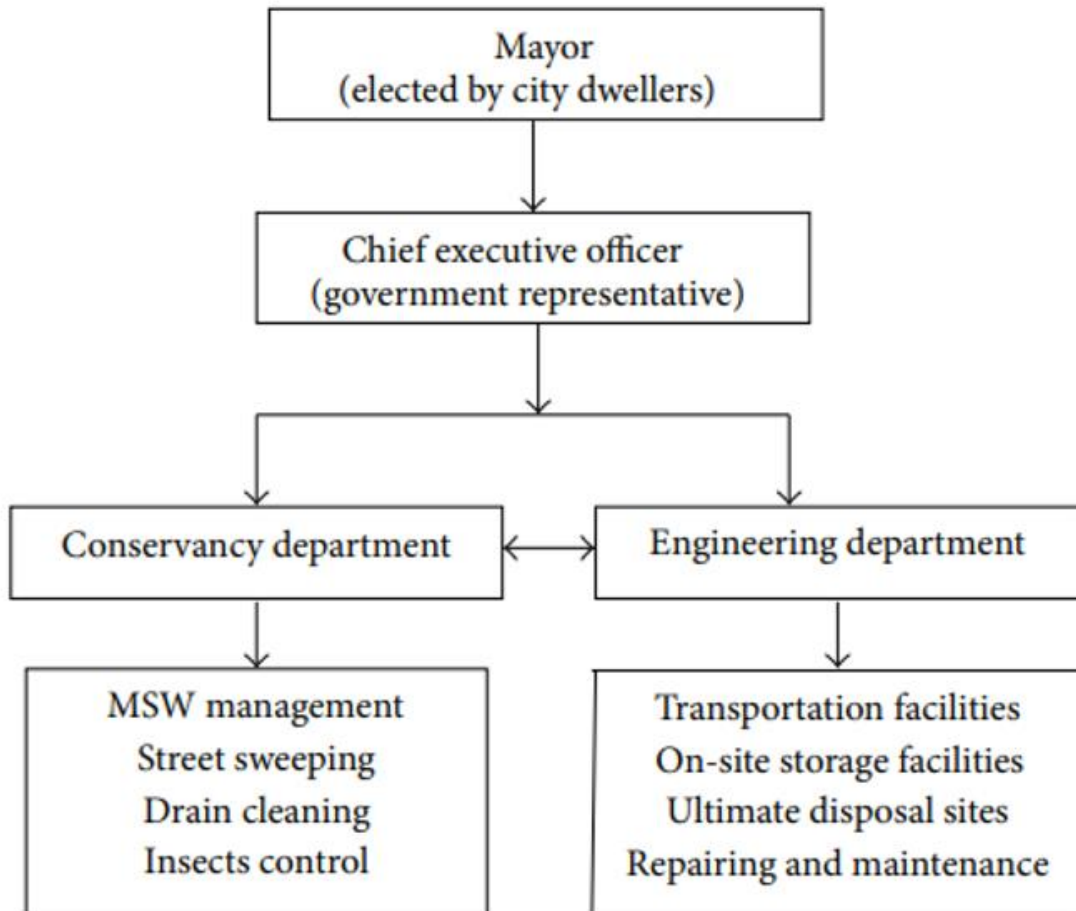 Mayor
(elected by city dwellers)
Chief executive officer
(government representative)
Conservancy department
Engineering department
MSW management
Street sweeping
Drain cleaning
Insects control
Transportation facilities
On-site storage facilities
Ultimate disposal sites
Repairing and maintenance